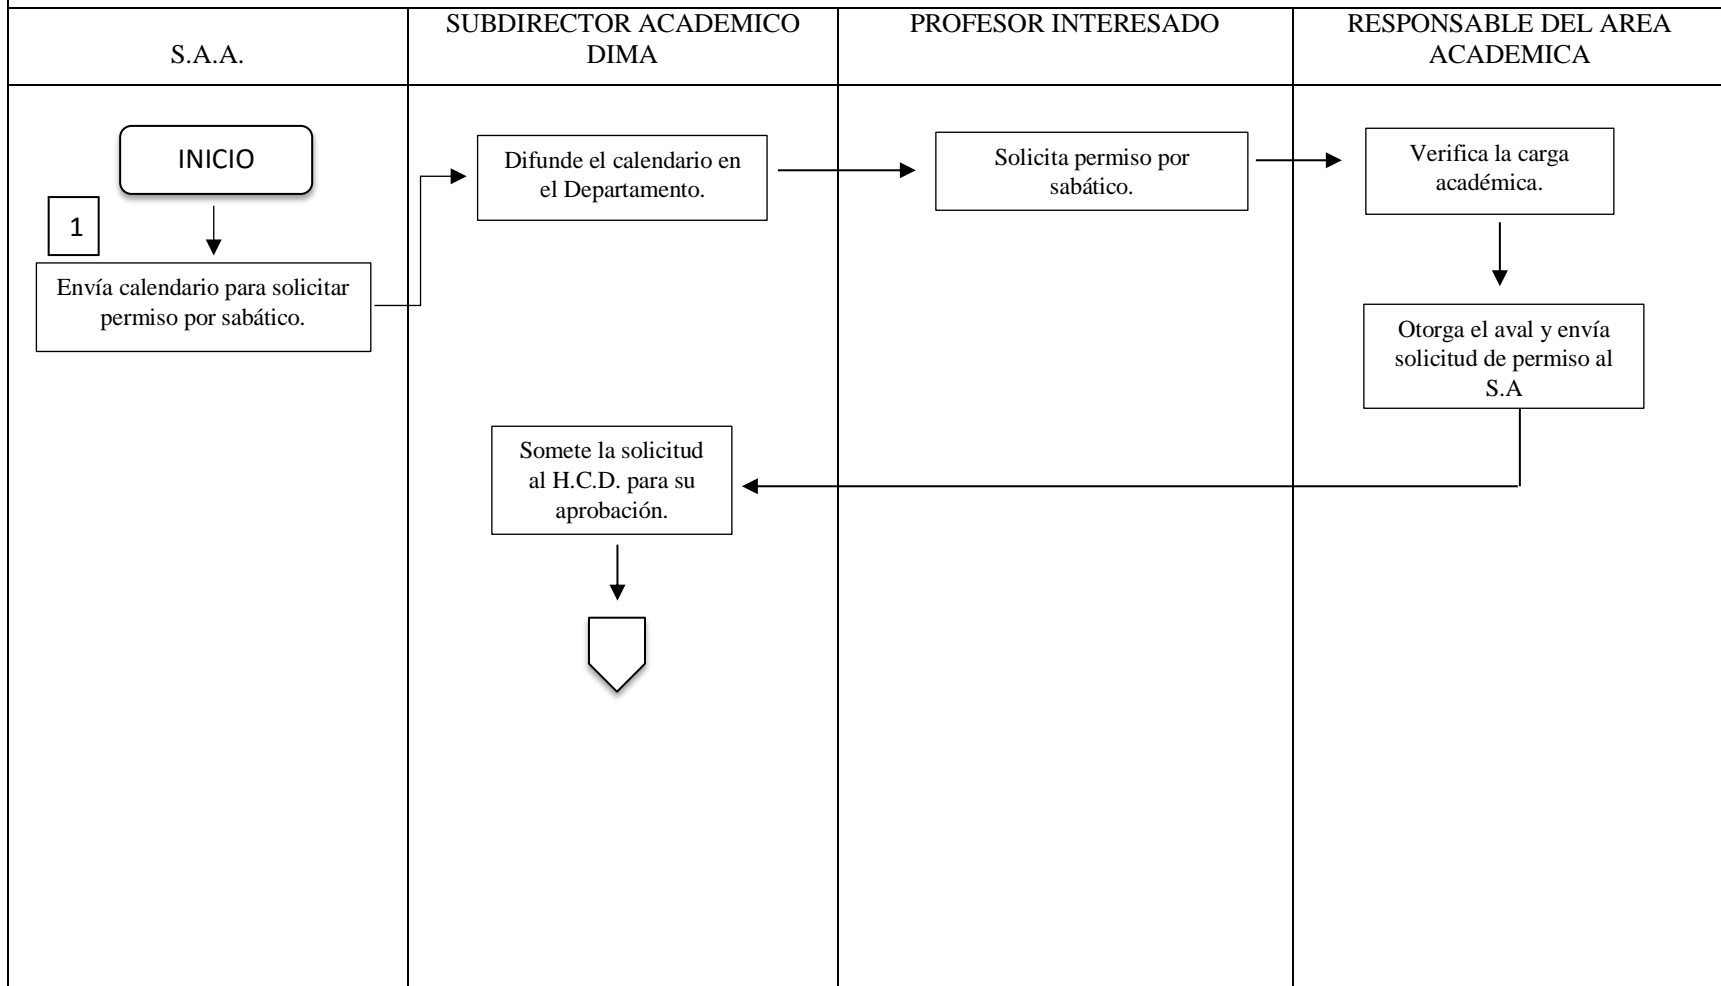 S.A.A.
SUBDIRECTOR ACADEMICO
DIMA
PROFESOR INTERESADO
RESPONSABLE DEL AREA
ACADEMICA
INICIO
1
Envía calendario para solicitar
permiso por sabático.
Difunde el calendario en
el Departamento.
Solicita permiso por
sabático.
Verifica la carga
académica.
Otorga el aval y envía
solicitud de permiso al
S.A
Somete la solicitud
al H.C.D. para su
aprobación.